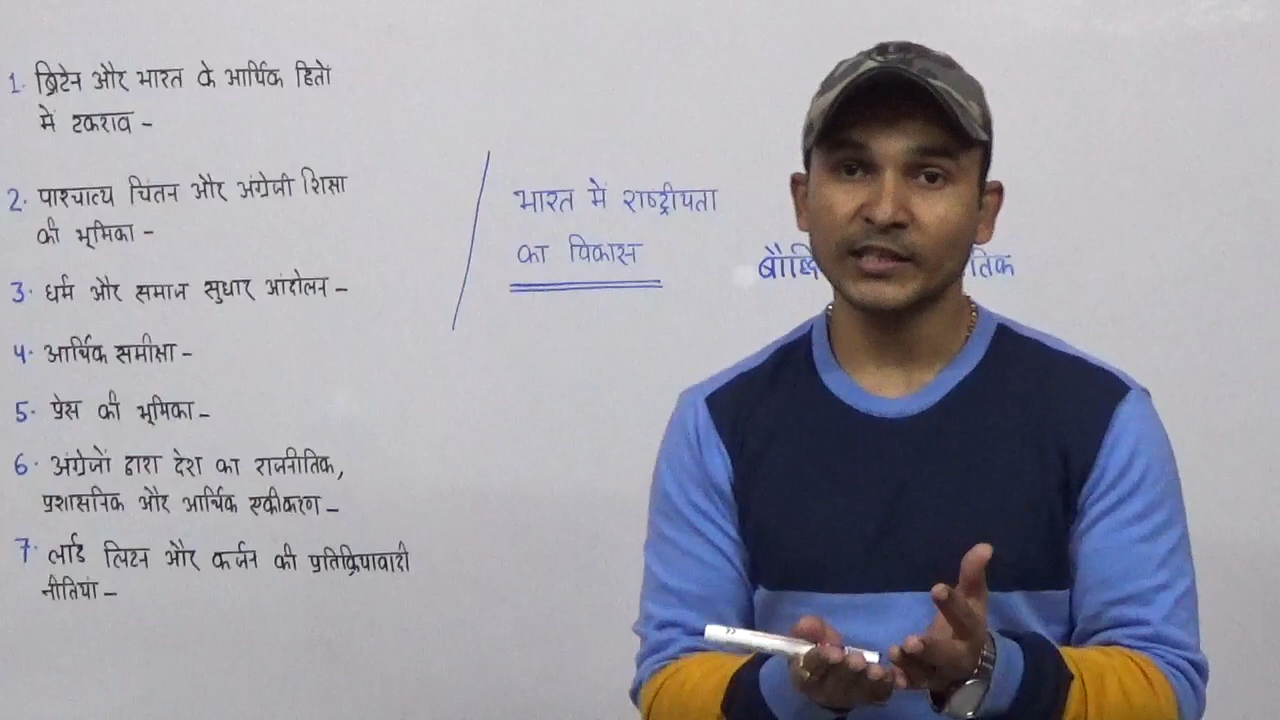 1. ब्रिटेन और भारत के आर्थिक हितों
में टकराव -
2. पाश्चात्य चिंतन और अंग्रेजी शिक्षा
की भूमिका -
3. धर्म और समाज सुधार आंदोलन -
4. आर्थिक समीक्षा -
5. प्रेस की भूमिका -
6. अंग्रेजों द्वारा देश का राजनीतिक,
प्रशासनिक और आर्थिक एकीकरण -
7. लार्ड लिटन और कर्जन की प्रतिक्रियावादी
नीतियां -
भारत में राष्ट्रीयता
का विकास